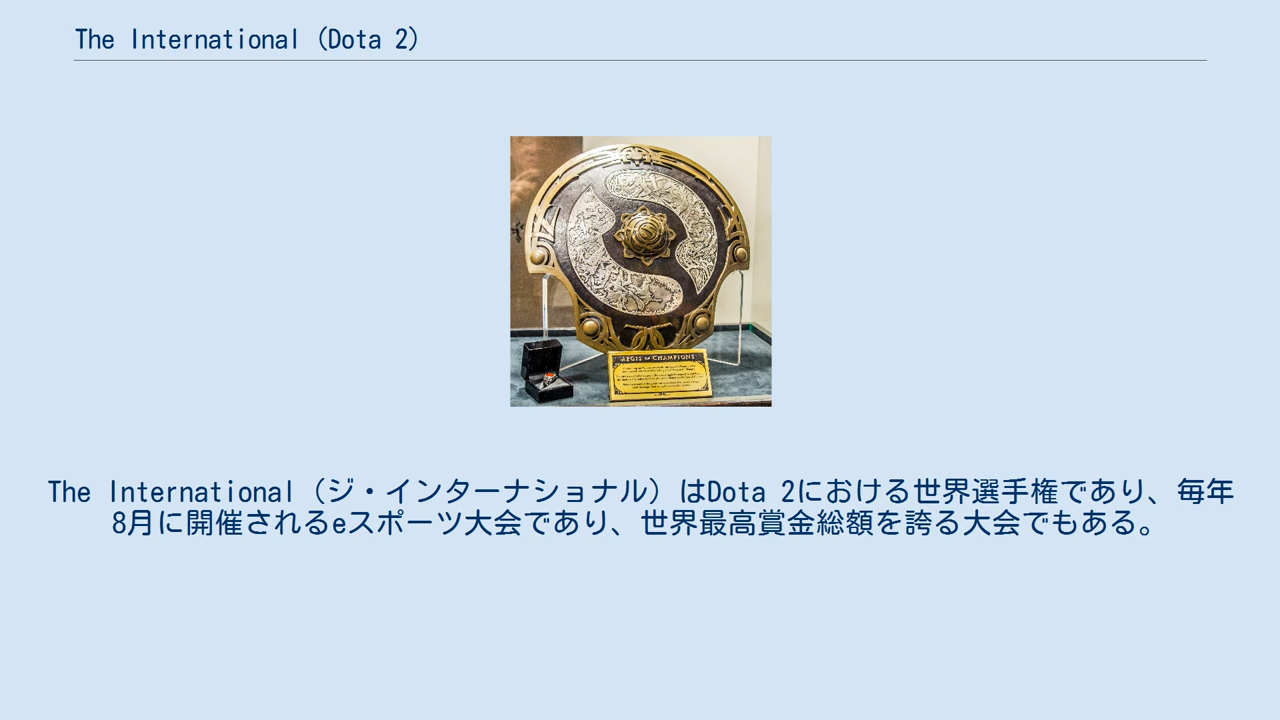 The International（Dota 2）
AEGIS OF CHAMPIONS
The International（ジ・インターナショナル）はDota 2における世界選手権であり、毎年
8月に開催されるeスポーツ大会であり、世界最高賞金総額を誇る大会でもある。